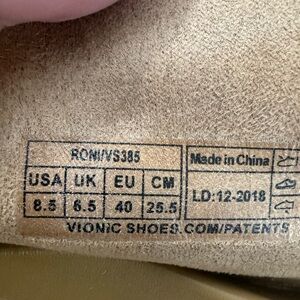 RONI/VS385
Made in China
USA UK EU CM
8.5 6.5 40 25.5
LD:12-2018
VIONIC SHOES.COM/PATENTS